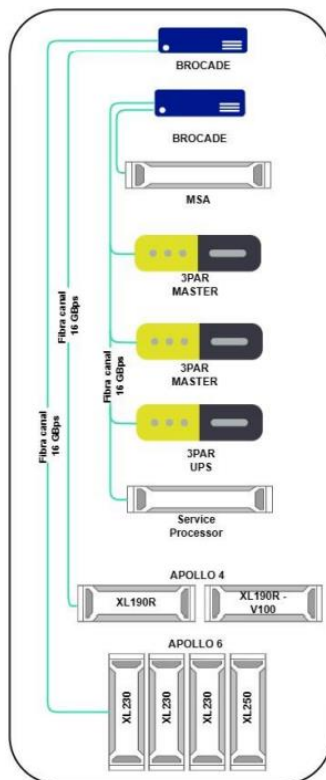 BROCADE
BROCADE
MSA
3PAR
MASTER
3PAR
MASTER
3PAR
UPS
Service
Processor
Fibra canal
16 GBps
Fibra canal
16 GBps
Fibra canal
16 GBps
APOLLO 4
XL190R
XL190R -
V100
APOLLO 6
XL230
XL230
XL230
XL250